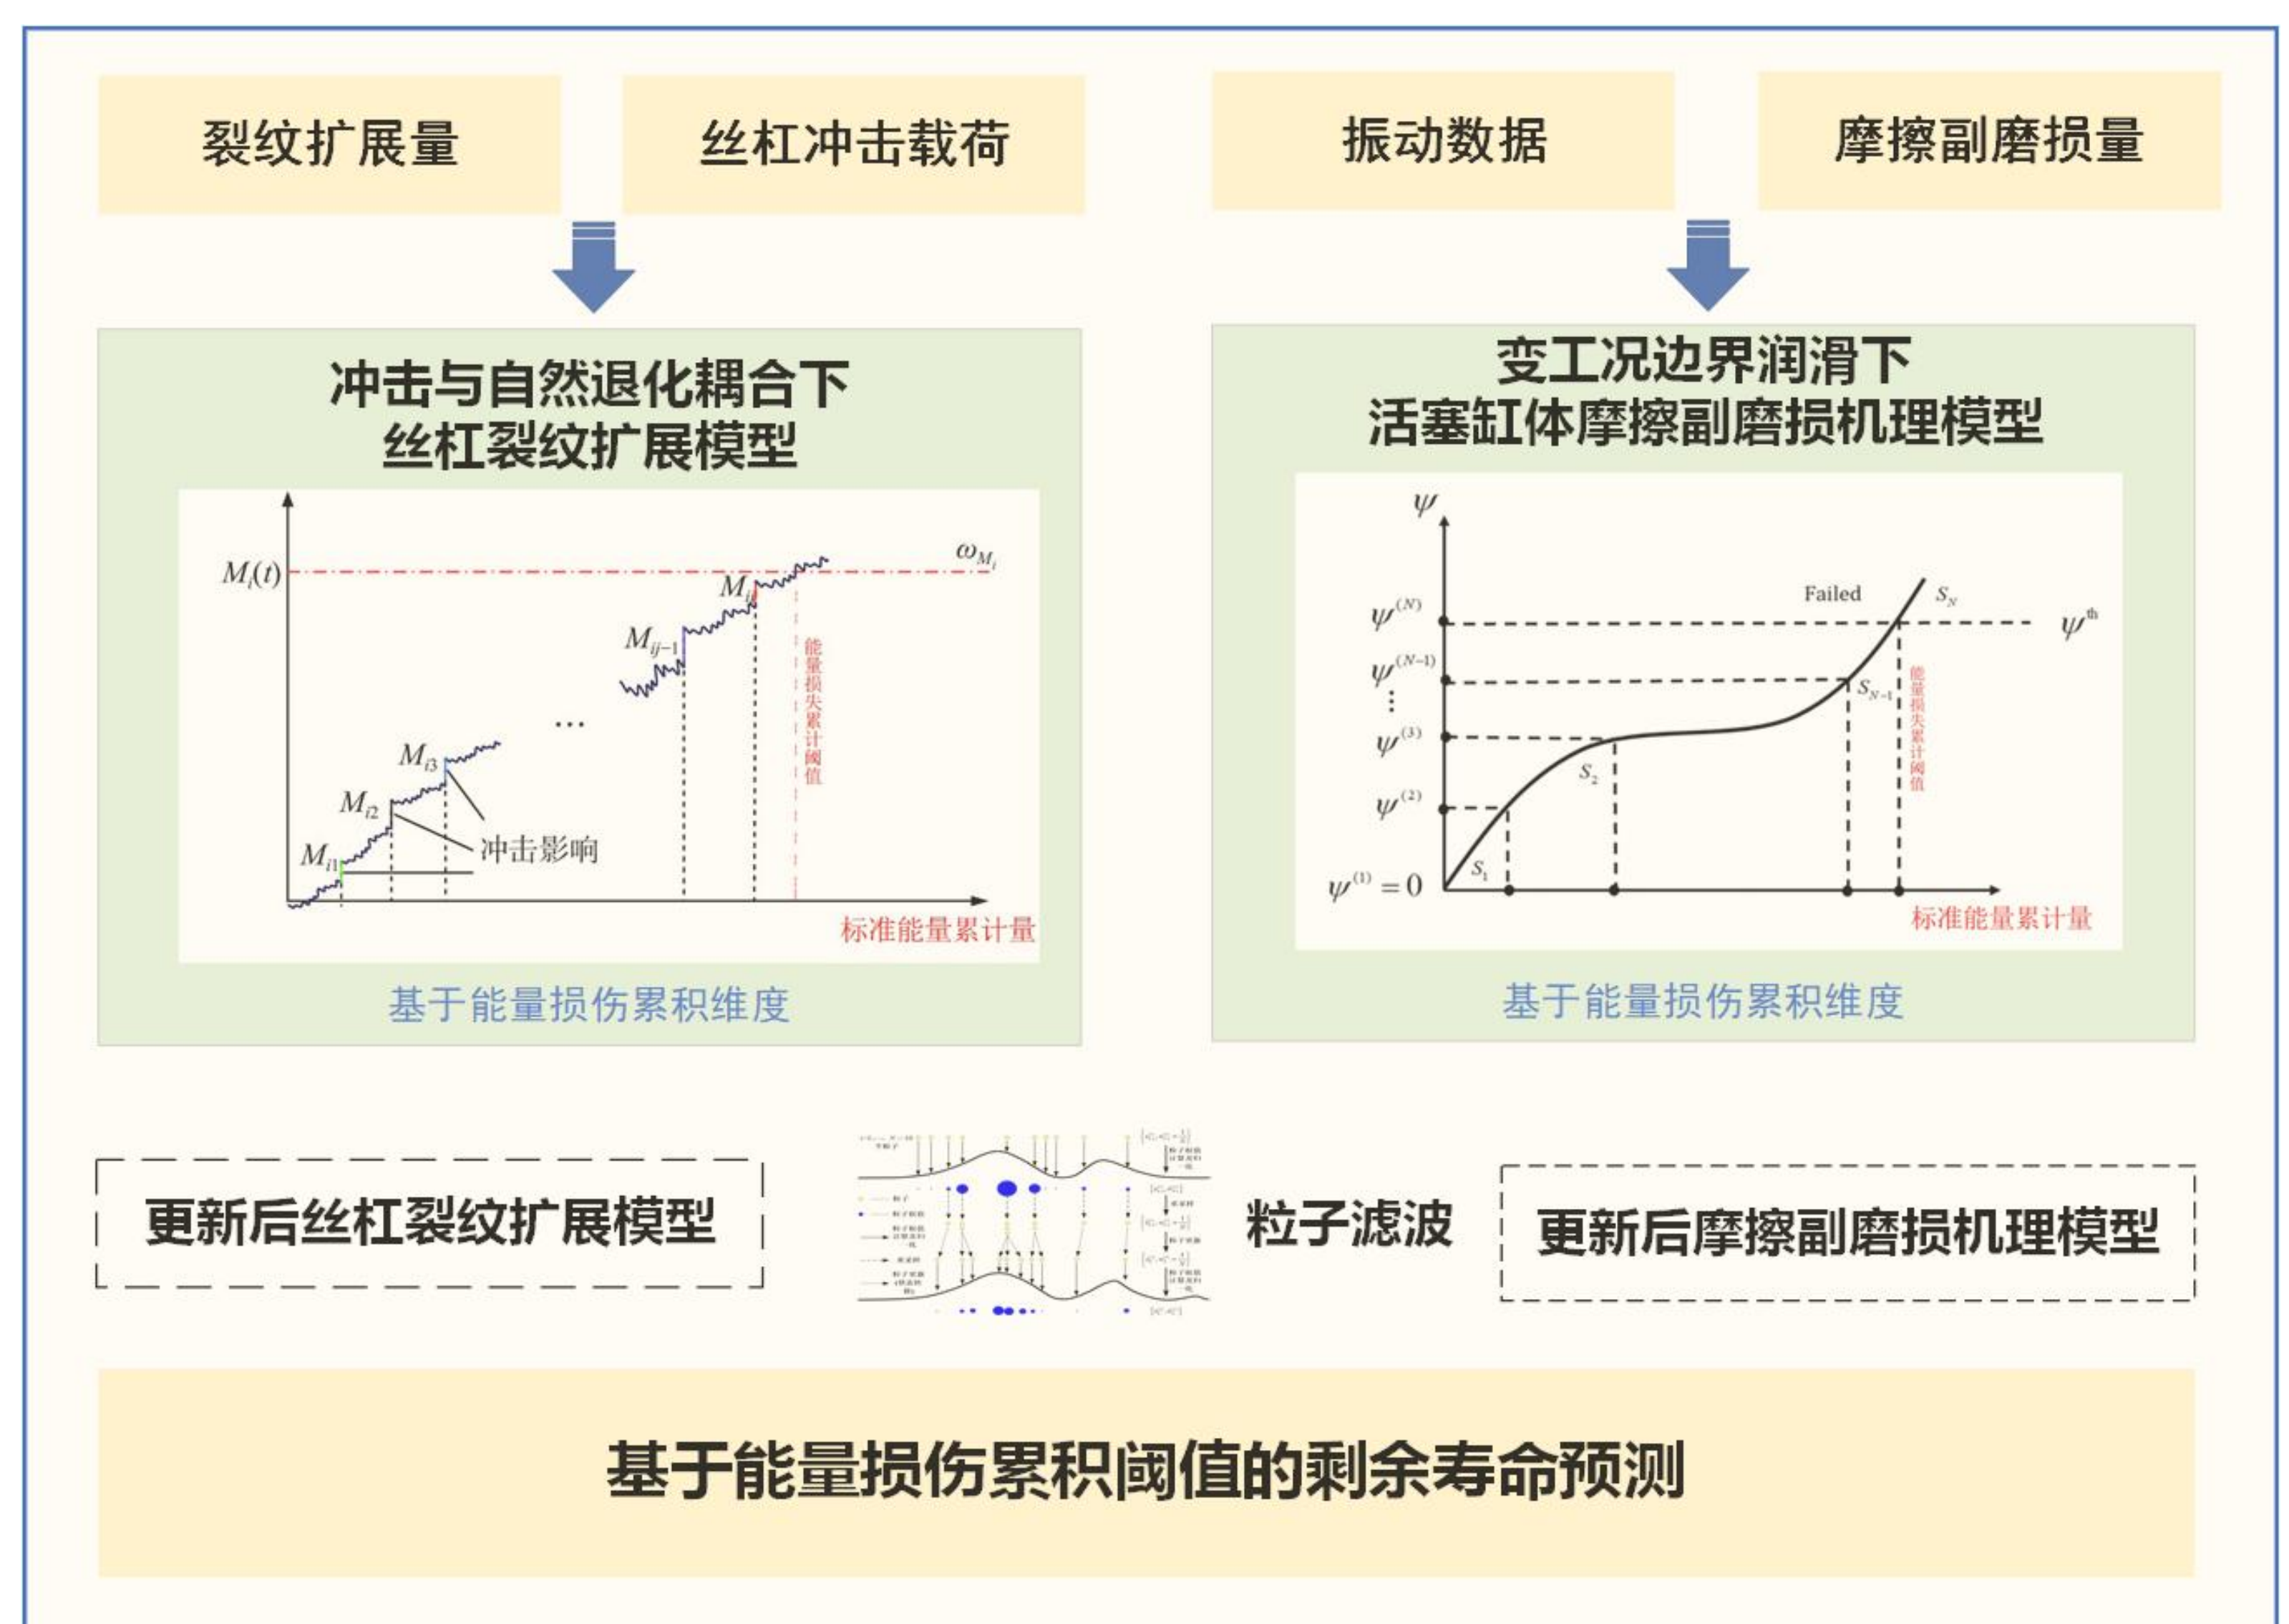 裂纹扩展量
丝杠冲击载荷
振动数据
摩擦副磨损量
冲击与自然退化耦合下
丝杠裂纹扩展模型
M_i(t)
ω_{M_i}
M_{ij}
M_{ij-1}
能量损失累计阈值
...
M_{i3}
M_{i2}
冲击影响
M_{i1}
标准能量累计量
基于能量损伤累积维度
变工况边界润滑下
活塞缸体摩擦副磨损机理模型
ψ
Failed
S_N
ψ^{(N)}
ψ^{th}
ψ^{(N-1)}
S_{N-1}
能量损失累计阈值
⋮
ψ^{(3)}
S_2
ψ^{(2)}
S_1
ψ^{(1)} = 0
标准能量累计量
基于能量损伤累积维度
更新后丝杠裂纹扩展模型
粒子滤波
更新后摩擦副磨损机理模型
基于能量损伤累积阈值的剩余寿命预测